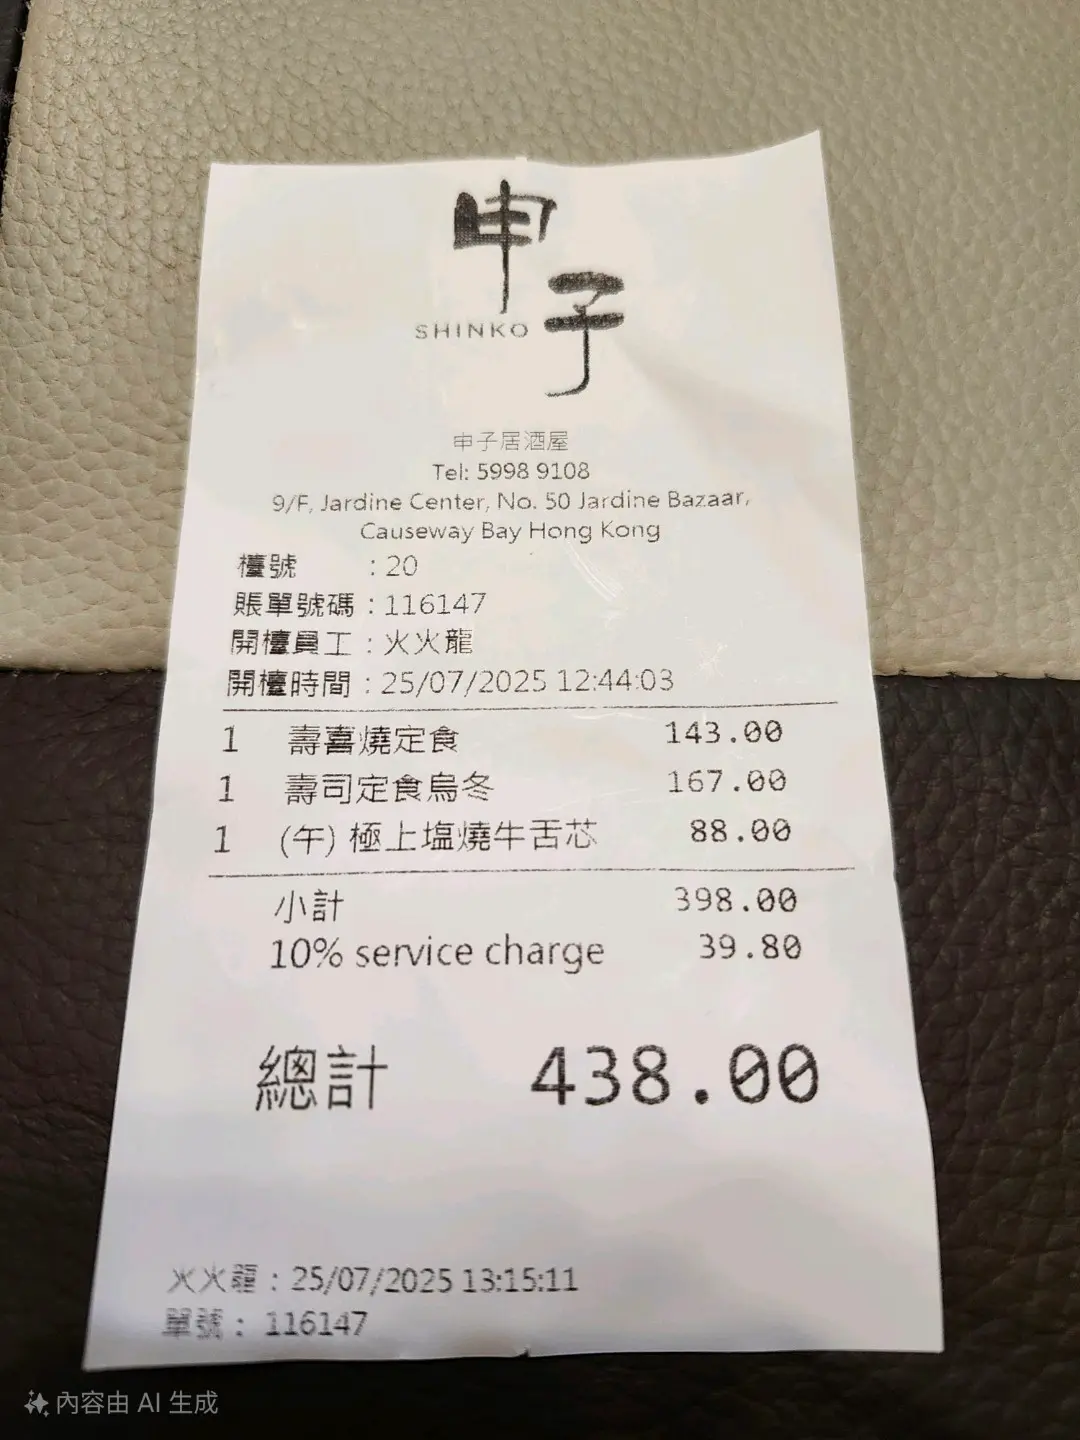 申子
SHINKO
申子居酒屋
Tel: 5998 9108
9/F, Jardine Center, No. 50 Jardine Bazaar,
Causeway Bay Hong Kong
檯號 : 20
賬單號碼 : 116147
開檯員工 : 火火龍
開檯時間 : 25/07/2025 12:44:03
1 壽喜燒定食 143.00
1 壽司定食烏冬 167.00
1 (午) 極上塩燒牛舌芯 88.00
小計 398.00
10% service charge 39.80
總計 438.00
火火龍 : 25/07/2025 13:15:11
單號 : 116147
內容由 AI 生成